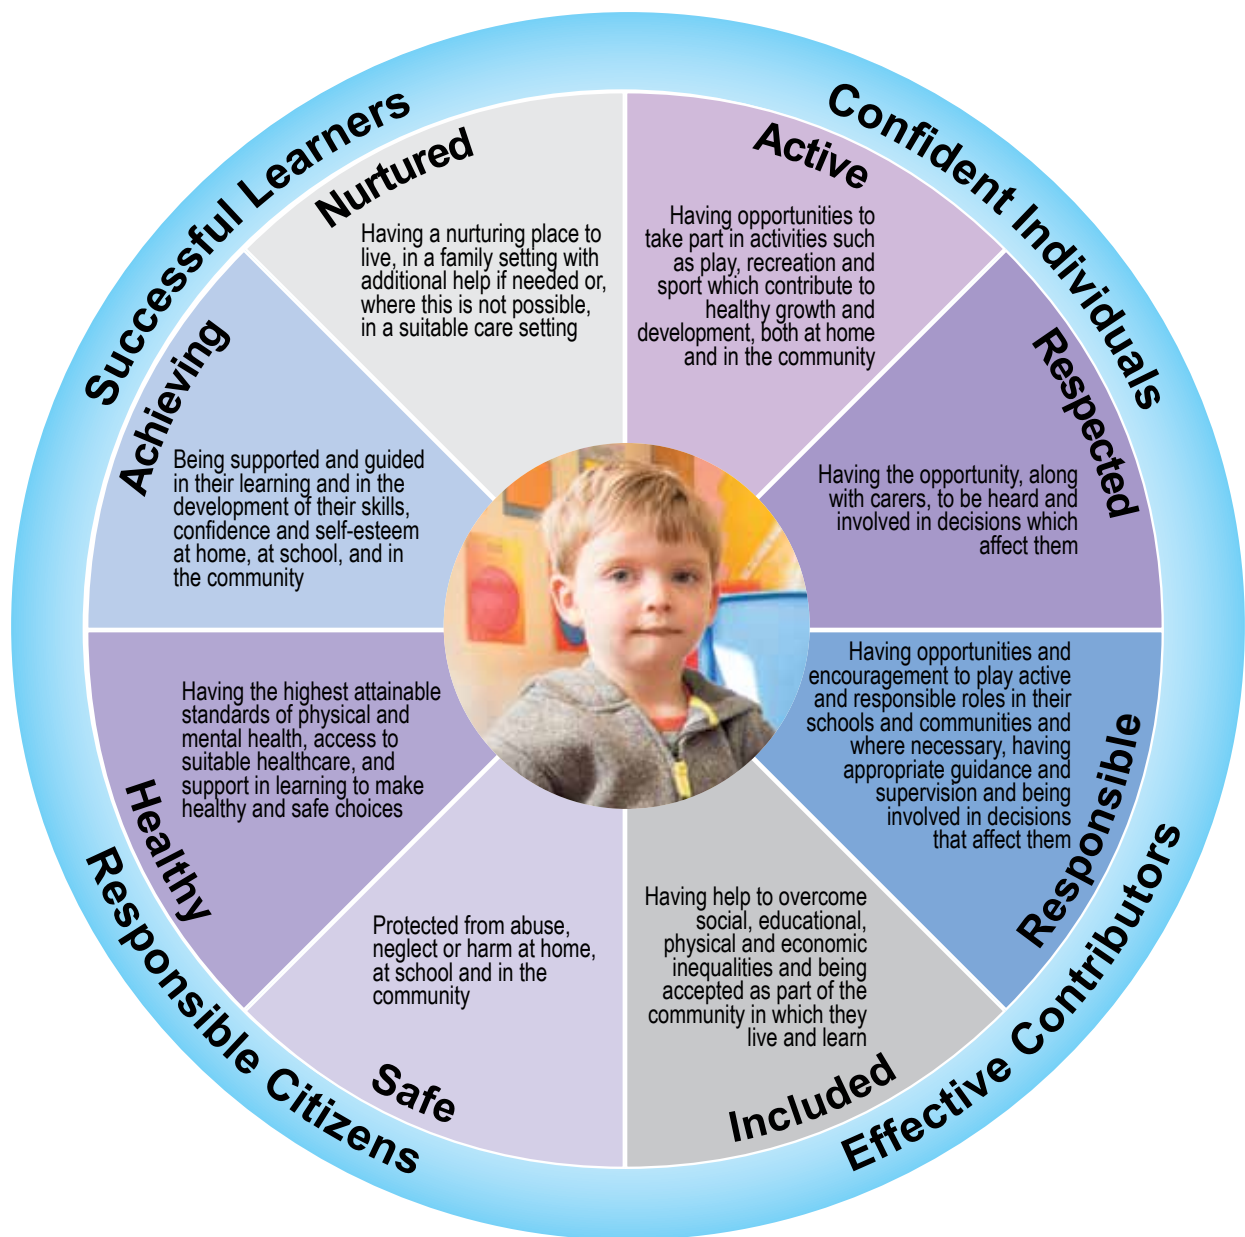 Successful Learners
Confident Individuals
Nurtured
Having a nurturing place to
live, in a family setting with
additional help if needed or,
where this is not possible,
in a suitable care setting
Active
Having opportunities to
take part in activities such
as play, recreation and
sport which contribute to
healthy growth and
development, both at home
and in the community
Achieving
Being supported and guided
in their learning and in the
development of their skills,
confidence and self-esteem
at home, at school, and in
the community
Respected
Having the opportunity, along
with carers, to be heard and
involved in decisions which
affect them
Having the highest attainable
standards of physical and
mental health, access to
suitable healthcare, and
support in learning to make
healthy and safe choices
Healthy
Having opportunities and
encouragement to play active
and responsible roles in their
schools and communities and
where necessary, having
appropriate guidance and
supervision and being
involved in decisions
that affect them
Responsible
Protected from abuse,
neglect or harm at home,
at school and in the
community
Safe
Having help to overcome
social, educational,
physical and economic
inequalities and being
accepted as part of the
community in which they
live and learn
Included
Responsible Citizens
Effective Contributors